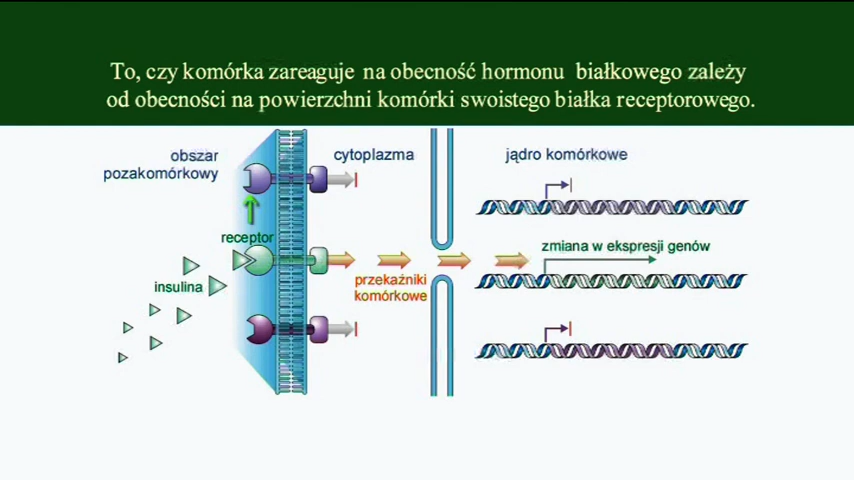 To, czy komórka zareaguje na obecność hormonu białkowego zależy
od obecności na powierzchni komórki swoistego białka receptorowego.
obszar
pozakomórkowy
cytoplazma
jądro komórkowe
receptor
zmiana w ekspresji genów
insulina
przekaźniki
komórkowe